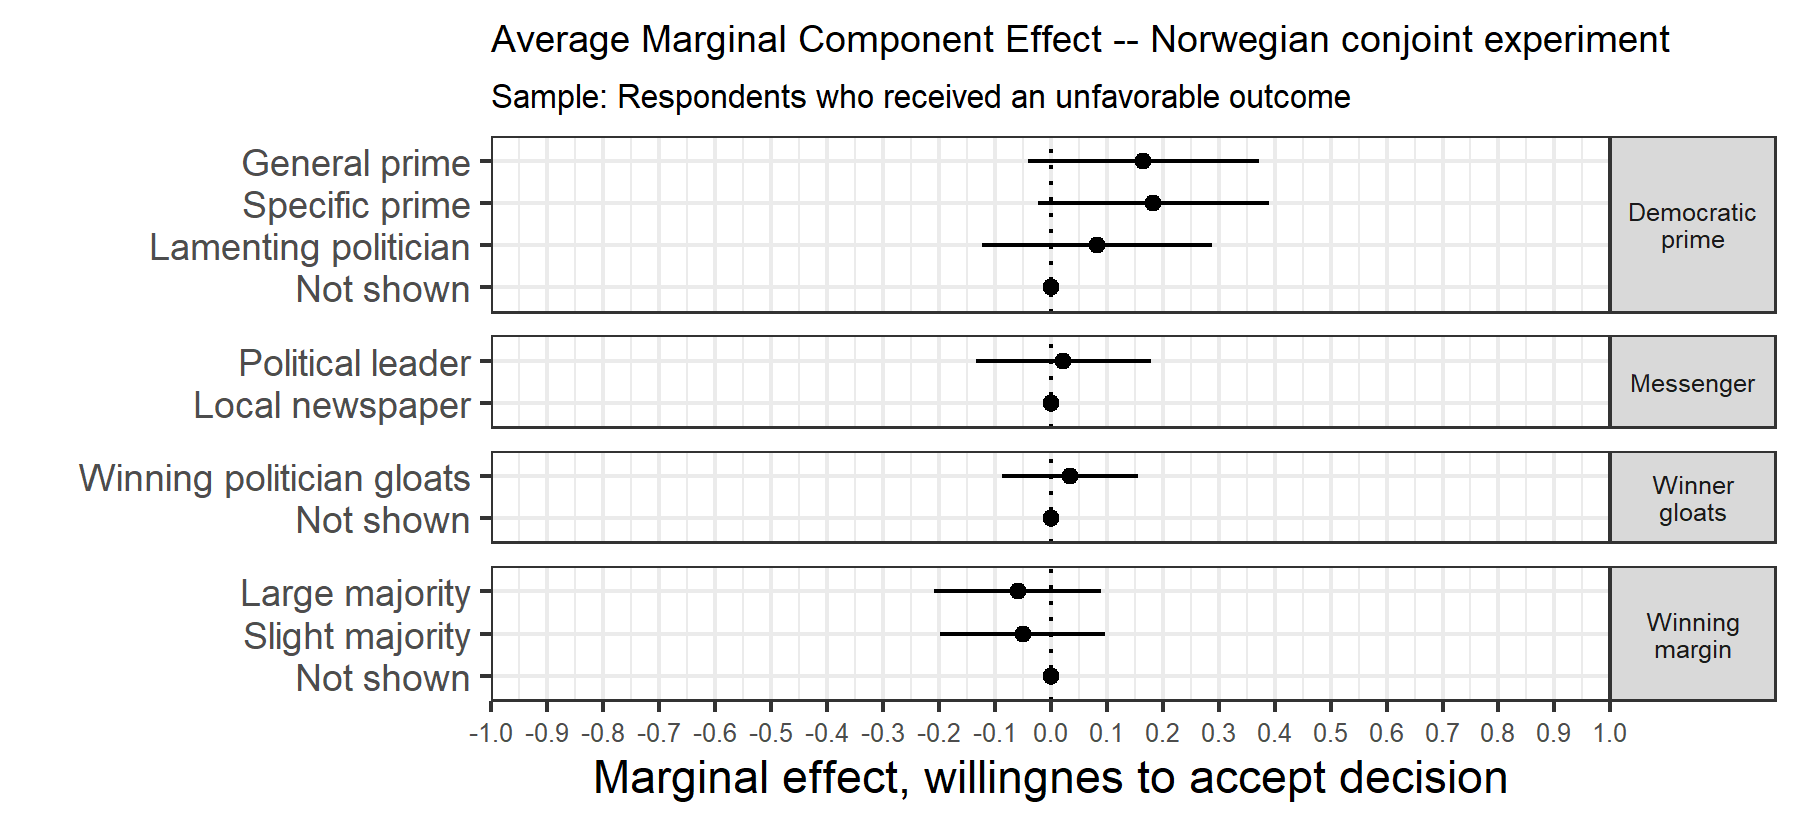 Average Marginal Component Effect -- Norwegian conjoint experiment
Sample: Respondents who received an unfavorable outcome
General prime
Specific prime
Lamenting politician
Not shown
Democratic
prime
Political leader
Local newspaper
Messenger
Winning politician gloats
Not shown
Winner
gloats
Large majority
Slight majority
Not shown
Winning
margin
-1.0 -0.9 -0.8 -0.7 -0.6 -0.5 -0.4 -0.3 -0.2 -0.1 0.0 0.1 0.2 0.3 0.4 0.5 0.6 0.7 0.8 0.9 1.0
Marginal effect, willingnes to accept decision